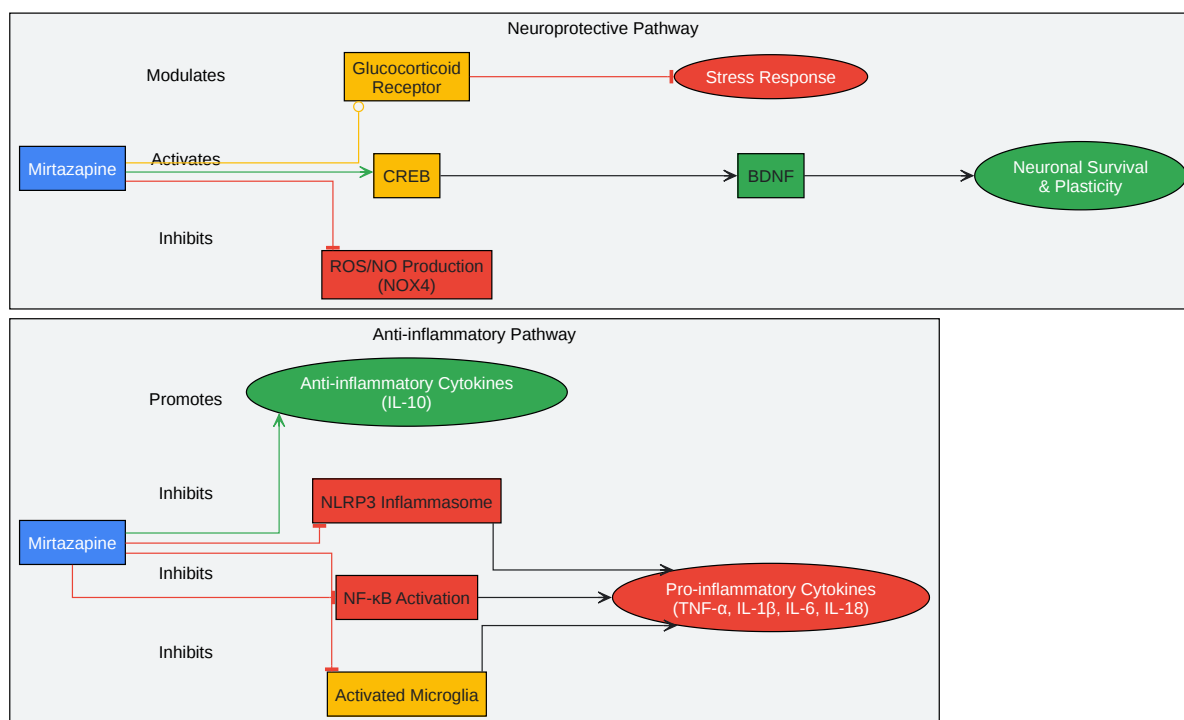 Neuroprotective Pathway
Modulates
Glucocorticoid
Receptor
Stress Response
Mirtazapine
Activates
CREB
BDNF
Neuronal Survival
& Plasticity
Inhibits
ROS/NO Production
(NOX4)
Anti-inflammatory Pathway
Promotes
Anti-inflammatory Cytokines
(IL-10)
Inhibits
NLRP3 Inflammasome
Mirtazapine
Inhibits
NF-κB Activation
Pro-inflammatory Cytokines
(TNF-α, IL-1β, IL-6, IL-18)
Inhibits
Activated Microglia